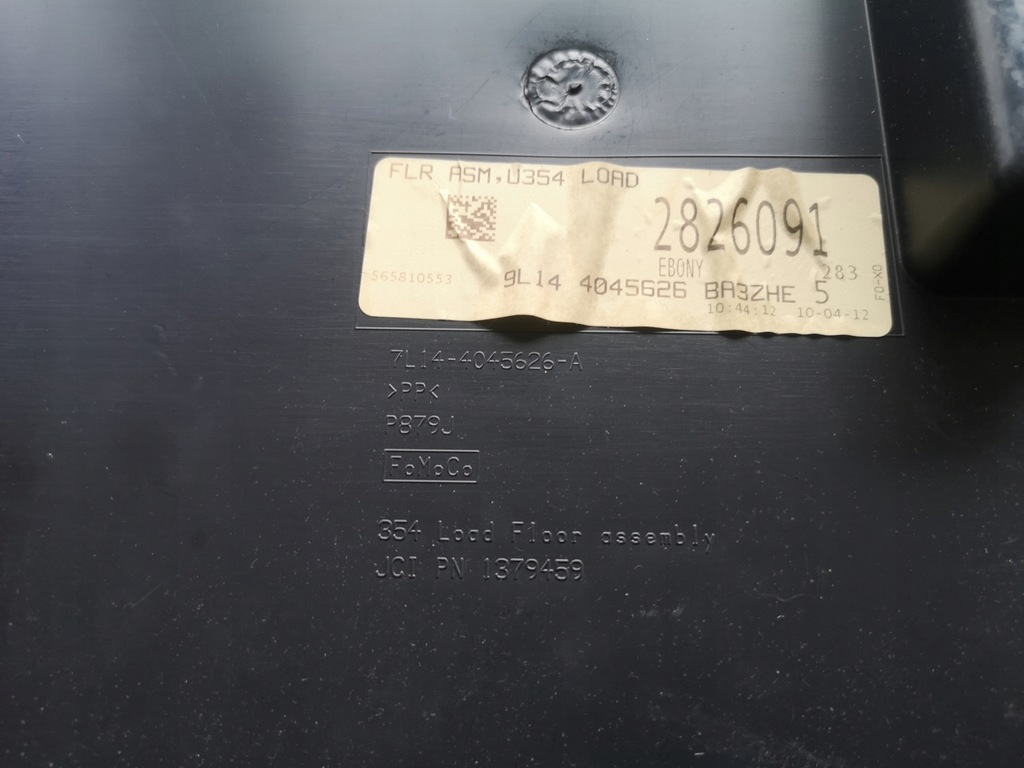 FLR ASM,U354 LOAD
2826091
EBONY
283
565810553
9L14 4045626 BA3ZHE 5
10:44:12 10-04-12
FO-XO
7L14-4045626-A
>PP<
P879J
FoMoCo
354 Load Floor assembly
JCI PN 1379459